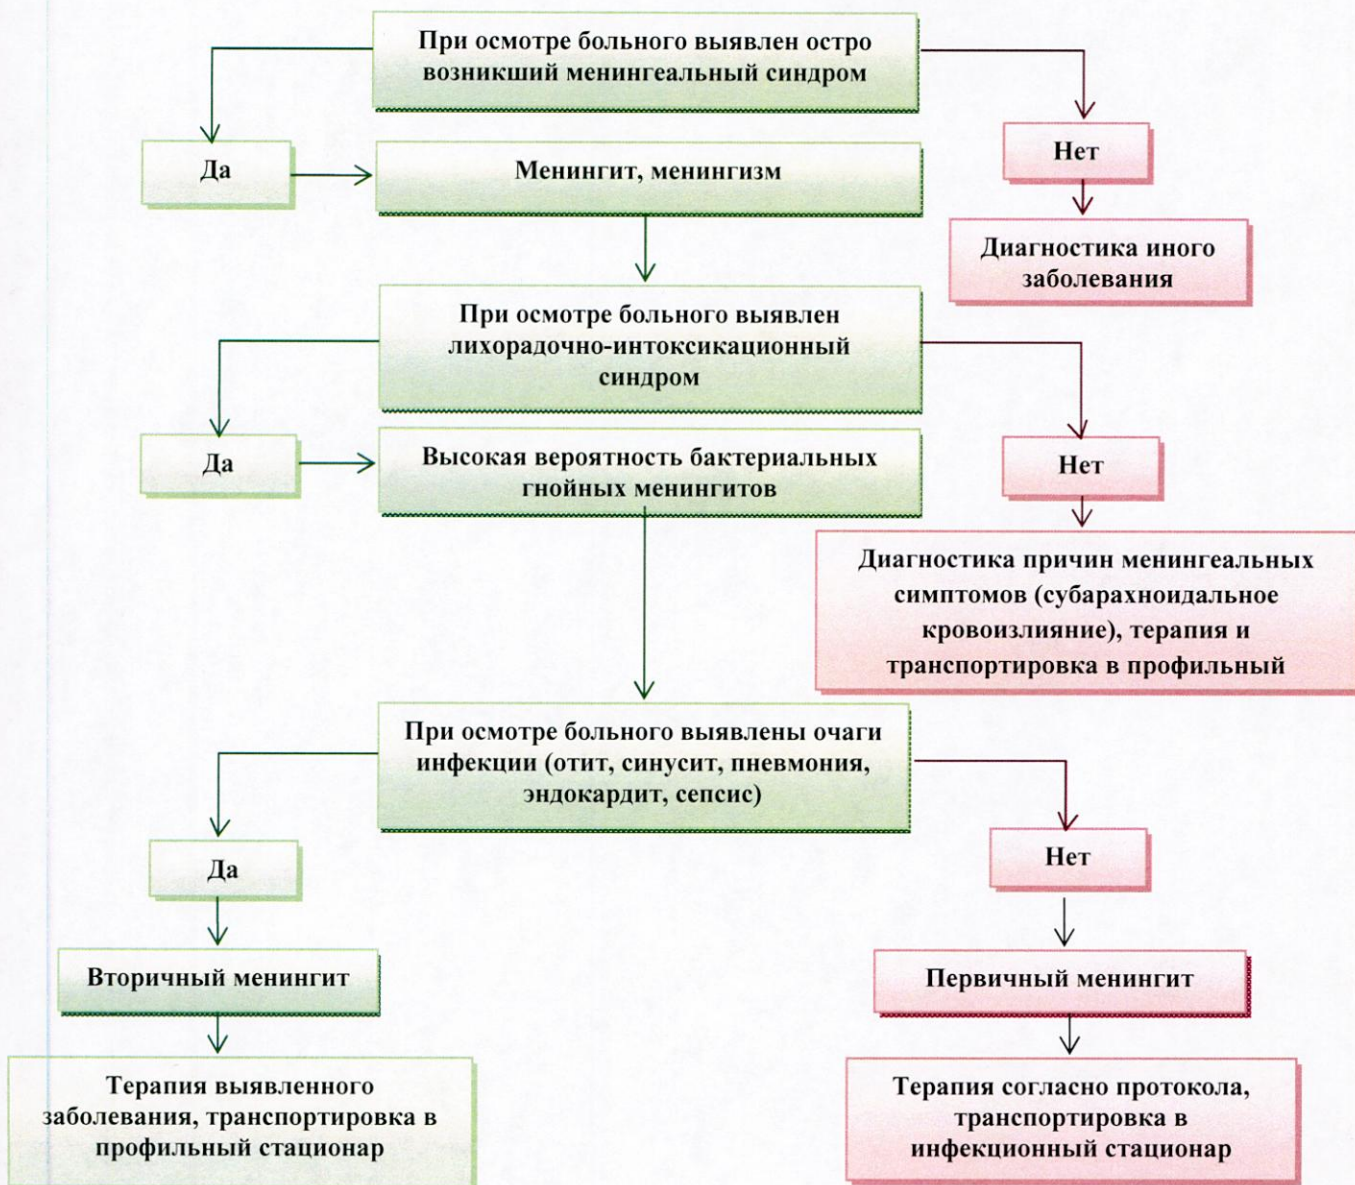 При осмотре больного выявлен остро
возникший менингеальный синдром
Да
Менингит, менингизм
Нет
Диагностика иного
заболевания
При осмотре больного выявлен
лихорадочно-интоксикационный
синдром
Да
Высокая вероятность бактериальных
гнойных менингитов
Нет
Диагностика причин менингеальных
симптомов (субарахноидальное
кровоизлияние), терапия и
транспортировка в профильный
При осмотре больного выявлены очаги
инфекции (отит, синусит, пневмония,
эндокардит, сепсис)
Да
Нет
Вторичный менингит
Первичный менингит
Терапия выявленного
заболевания, транспортировка в
профильный стационар
Терапия согласно протокола,
транспортировка в
инфекционный стационар